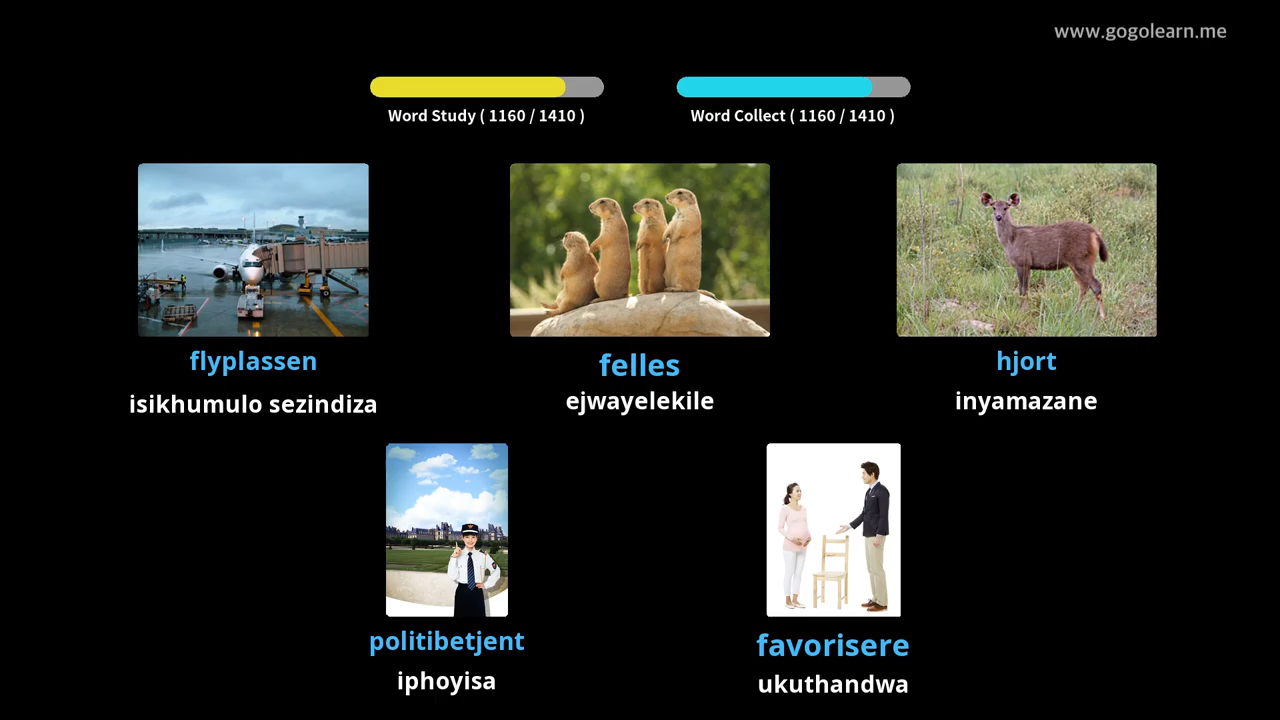 www.gogolearn.me
Word Study ( 1160 / 1410 )
Word Collect ( 1160 / 1410 )
flyplassen
isikhumulo sezindiza
felles
ejwayelekile
hjort
inyamazane
politibetjent
iphoyisa
favorisere
ukuthandwa